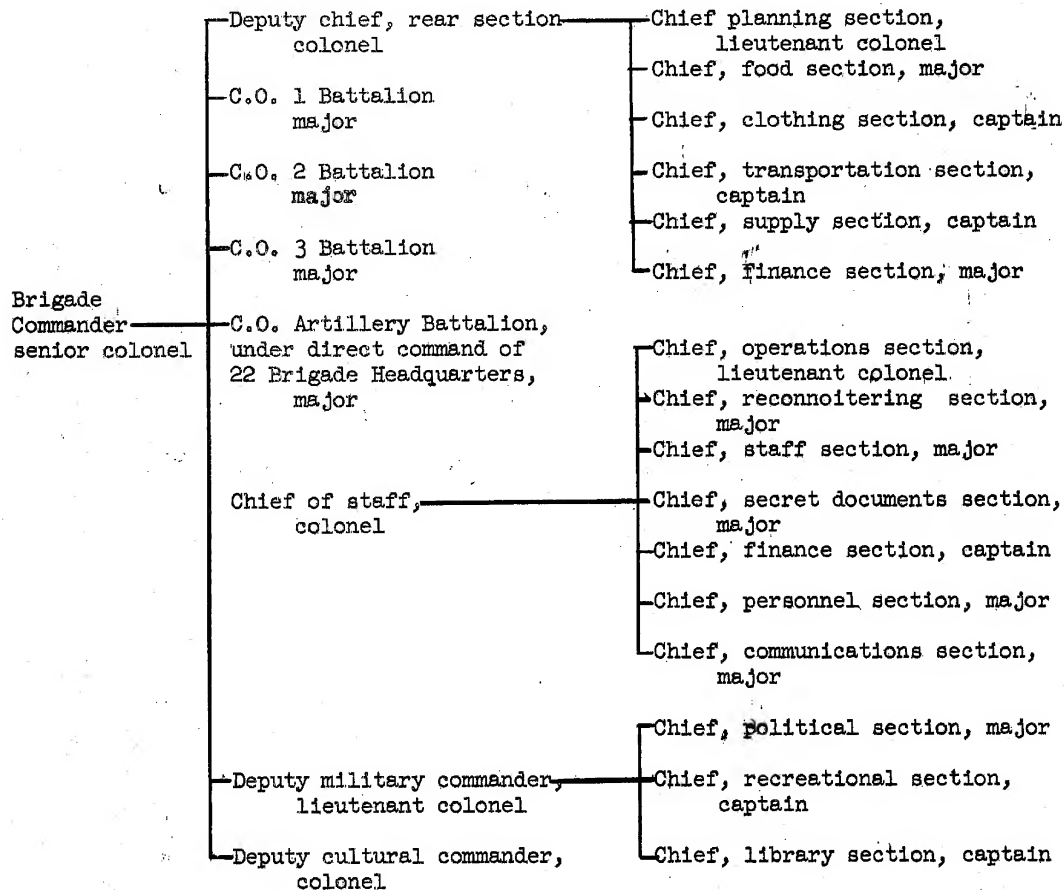 Brigade
Commander
senior colonel
Deputy chief, rear section
colonel
C.O. 1 Battalion
major
C.O. 2 Battalion
major
C.O. 3 Battalion
major
C.O. Artillery Battalion,
under direct command of
22 Brigade Headquarters,
major
Chief of staff,
colonel
Deputy military commander,
lieutenant colonel
Deputy cultural commander,
colonel
Chief planning section,
lieutenant colonel
Chief, food section, major
Chief, clothing section, captain
Chief, transportation section,
captain
Chief, supply section, captain
Chief, finance section, major
Chief, operations section,
lieutenant colonel
Chief, reconnoitering section,
major
Chief, staff section, major
Chief, secret documents section,
major
Chief, finance section, captain
Chief, personnel section, major
Chief, communications section,
major
Chief, political section, major
Chief, recreational section,
captain
Chief, library section, captain